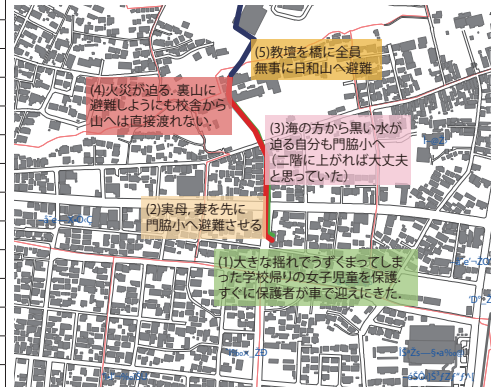 (5)教壇を橋に全員
無事に日和山へ避難
(4)火災が迫る. 裏山に
避難しようにも校舎から
山へは直接渡れない.
(3)海の方から黒い水が
迫る自分も門脇小へ
（二階に上がれば大丈夫
と思っていた）
(2)実母, 妻を先に
門脇小へ避難させる
(1)大きな揺れでうずくまってしま
った学校帰りの女子児童を保護.
すぐに保護者が車で迎えにきた.